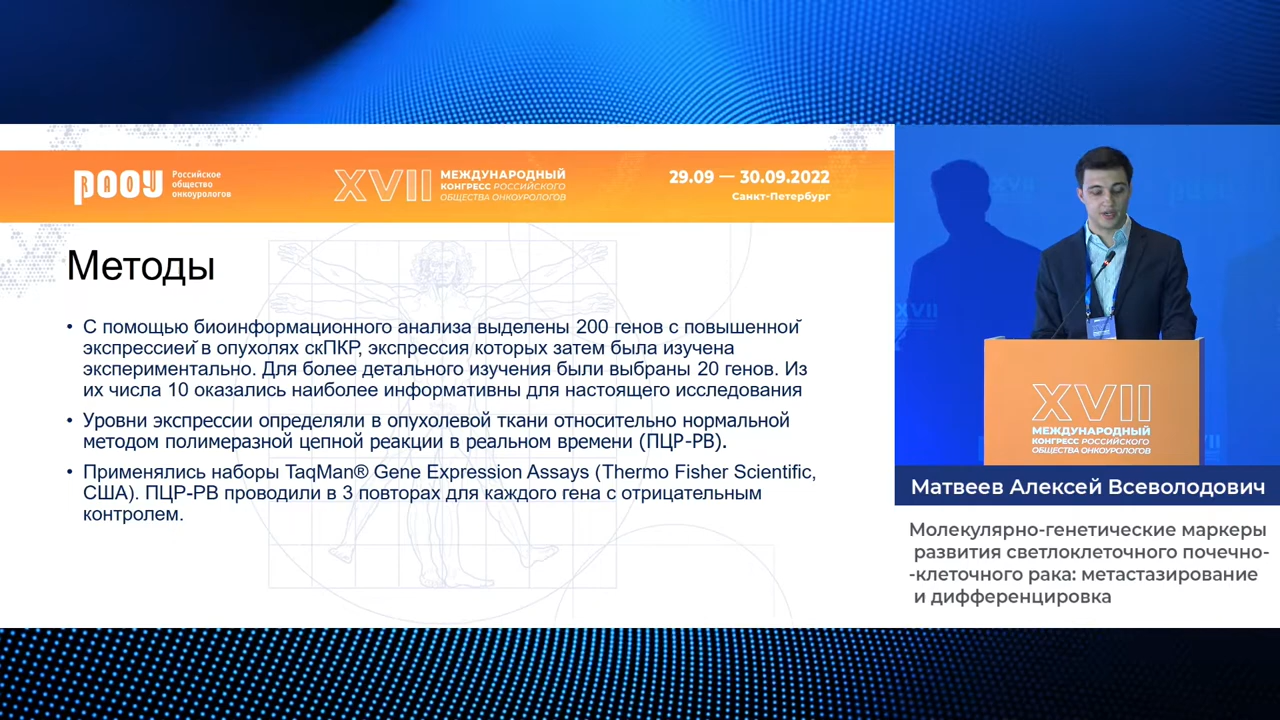 РООУ
Российское
общество
онкоурологов
XVII
МЕЖДУНАРОДНЫЙ
КОНГРЕСС РОССИЙСКОГО
ОБЩЕСТВА ОНКОУРОЛОГОВ
29.09 — 30.09.2022
Санкт-Петербург
Методы
• С помощью биоинформационного анализа выделены 200 генов с повышенной
экспрессией в опухолях скПКР, экспрессия которых затем была изучена
экспериментально. Для более детального изучения были выбраны 20 генов. Из
их числа 10 оказались наиболее информативны для настоящего исследования
• Уровни экспрессии определяли в опухолевой ткани относительно нормальной
методом полимеразной цепной реакции в реальном времени (ПЦР-РВ).
• Применялись наборы TaqMan® Gene Expression Assays (Thermo Fisher Scientific,
США). ПЦР-РВ проводили в 3 повторах для каждого гена с отрицательным
контролем.
XVII
XVII
МЕЖДУНАРОДНЫЙ
КОНГРЕСС РОССИЙСКОГО
ОБЩЕСТВА ОНКОУРОЛОГОВ
Матвеев Алексей Всеволодович
Молекулярно-генетические маркеры
развития светлоклеточного почечно-
-клеточного рака: метастазирование
и дифференцировка